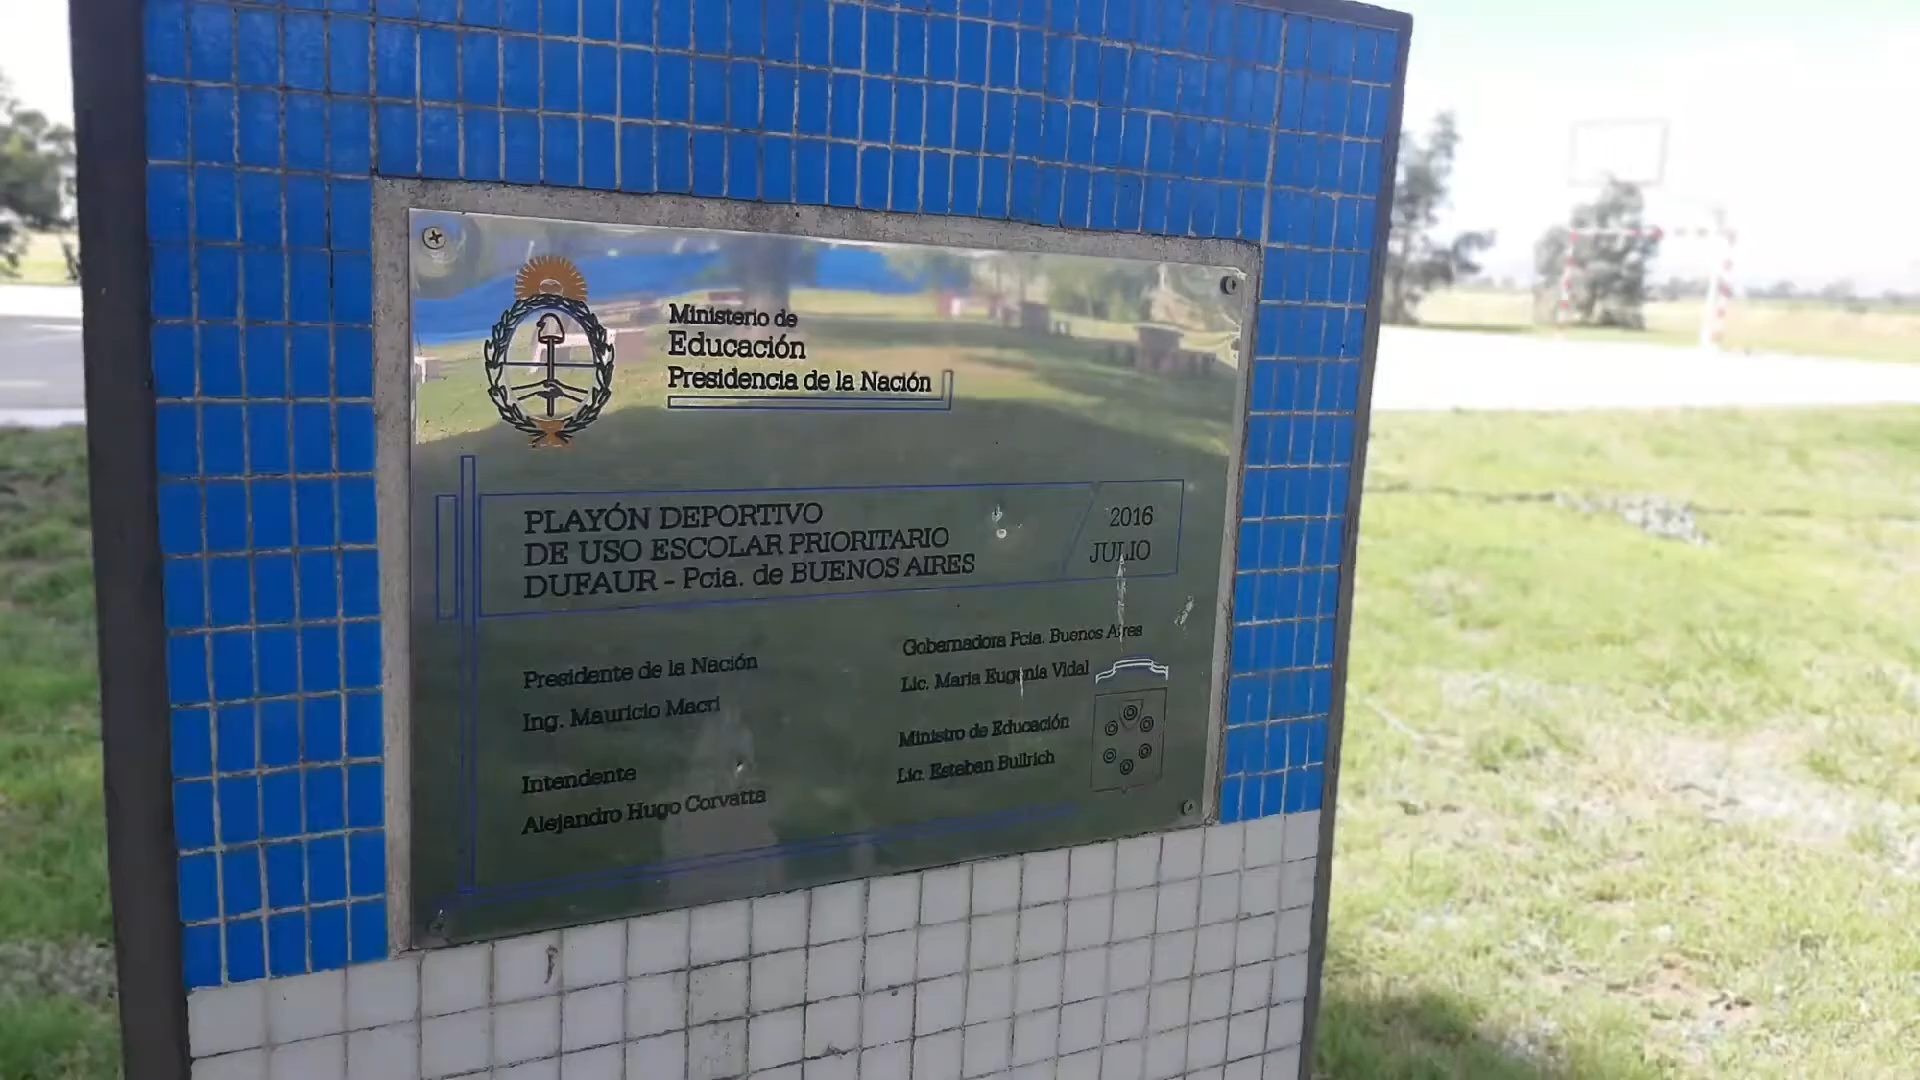 Ministerio de
Educación
Presidencia de la Nación
PLAYÓN DEPORTIVO
DE USO ESCOLAR PRIORITARIO
DUFAUR - Pcia. de BUENOS AIRES
2016
JULIO
Presidente de la Nación
Ing. Mauricio Macri
Intendente
Alejandro Hugo Corvatta
Gobernadora Pcia. Buenos Aires
Lic. Maria Eugenia Vidal
Ministro de Educación
Lic. Esteban Bullrich